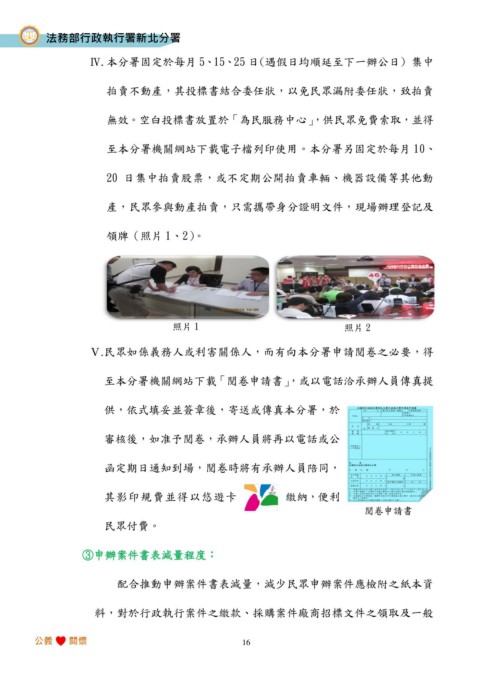 法務部行政執行署新北分署
Ⅳ.本分署固定於每月 5、15、25 日(遇假日均順延至下一辦公日) 集中
拍賣不動產，其投標書結合委任狀，以免民眾漏附委任狀，致拍賣
無效。空白投標書放置於「為民服務中心」，供民眾免費索取，並得
至本分署機關網站下載電子檔列印使用。本分署另固定於每月 10、
20 日集中拍賣股票，或不定期公開拍賣車輛、機器設備等其他動
產，民眾參與動產拍賣，只需攜帶身分證明文件，現場辦理登記及
領牌（照片 1、2）。
照片 1
照片 2
Ⅴ.民眾如係義務人或利害關係人，而有向本分署申請閱卷之必要，得
至本分署機關網站下載「閱卷申請書」，或以電話洽承辦人員傳真提
供，依式填妥並簽章後，寄送或傳真本分署，於
審核後，如准予閱卷，承辦人員將再以電話或公
函定期日通知到場，閱卷時將有承辦人員陪同，
其影印規費並得以悠遊卡 繳納，便利
民眾付費。
閱卷申請書
③申辦案件書表減量程度：
配合推動申辦案件書表減量，減少民眾申辦案件應檢附之紙本資
料，對於行政執行案件之繳款、採購案件廠商招標文件之領取及一般
公義 關懷
16